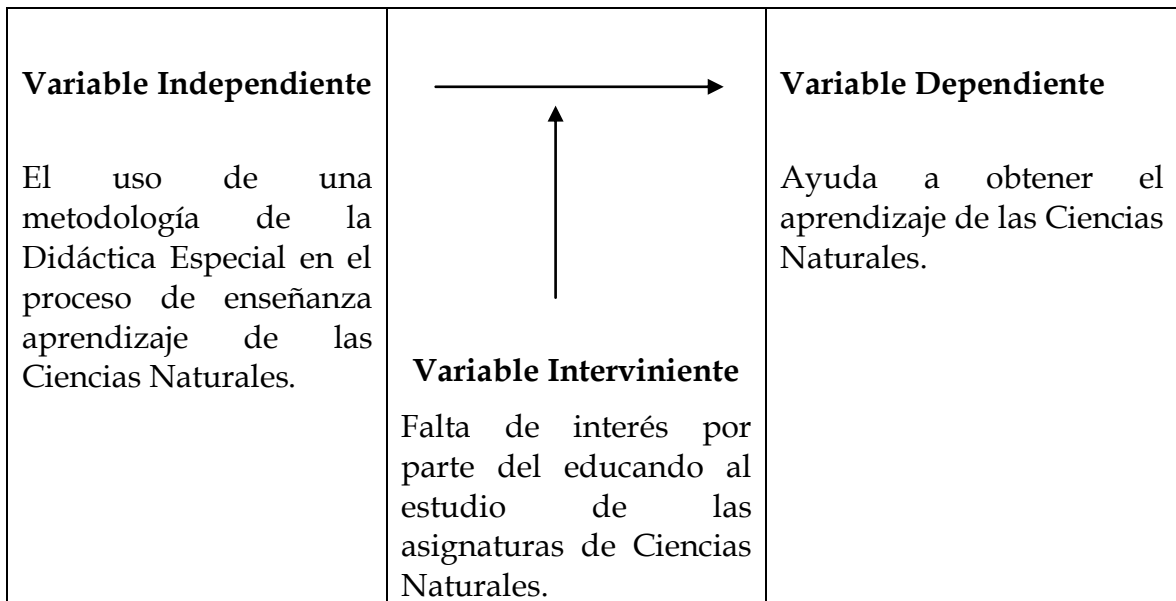 Variable Independiente
El uso de una
metodología de la
Didáctica Especial en el
proceso de enseñanza
aprendizaje de las
Ciencias Naturales.
Variable Interviniente
Falta de interés por
parte del educando al
estudio de las
asignaturas de Ciencias
Naturales.
Variable Dependiente
Ayuda a obtener el
aprendizaje de las Ciencias
Naturales.